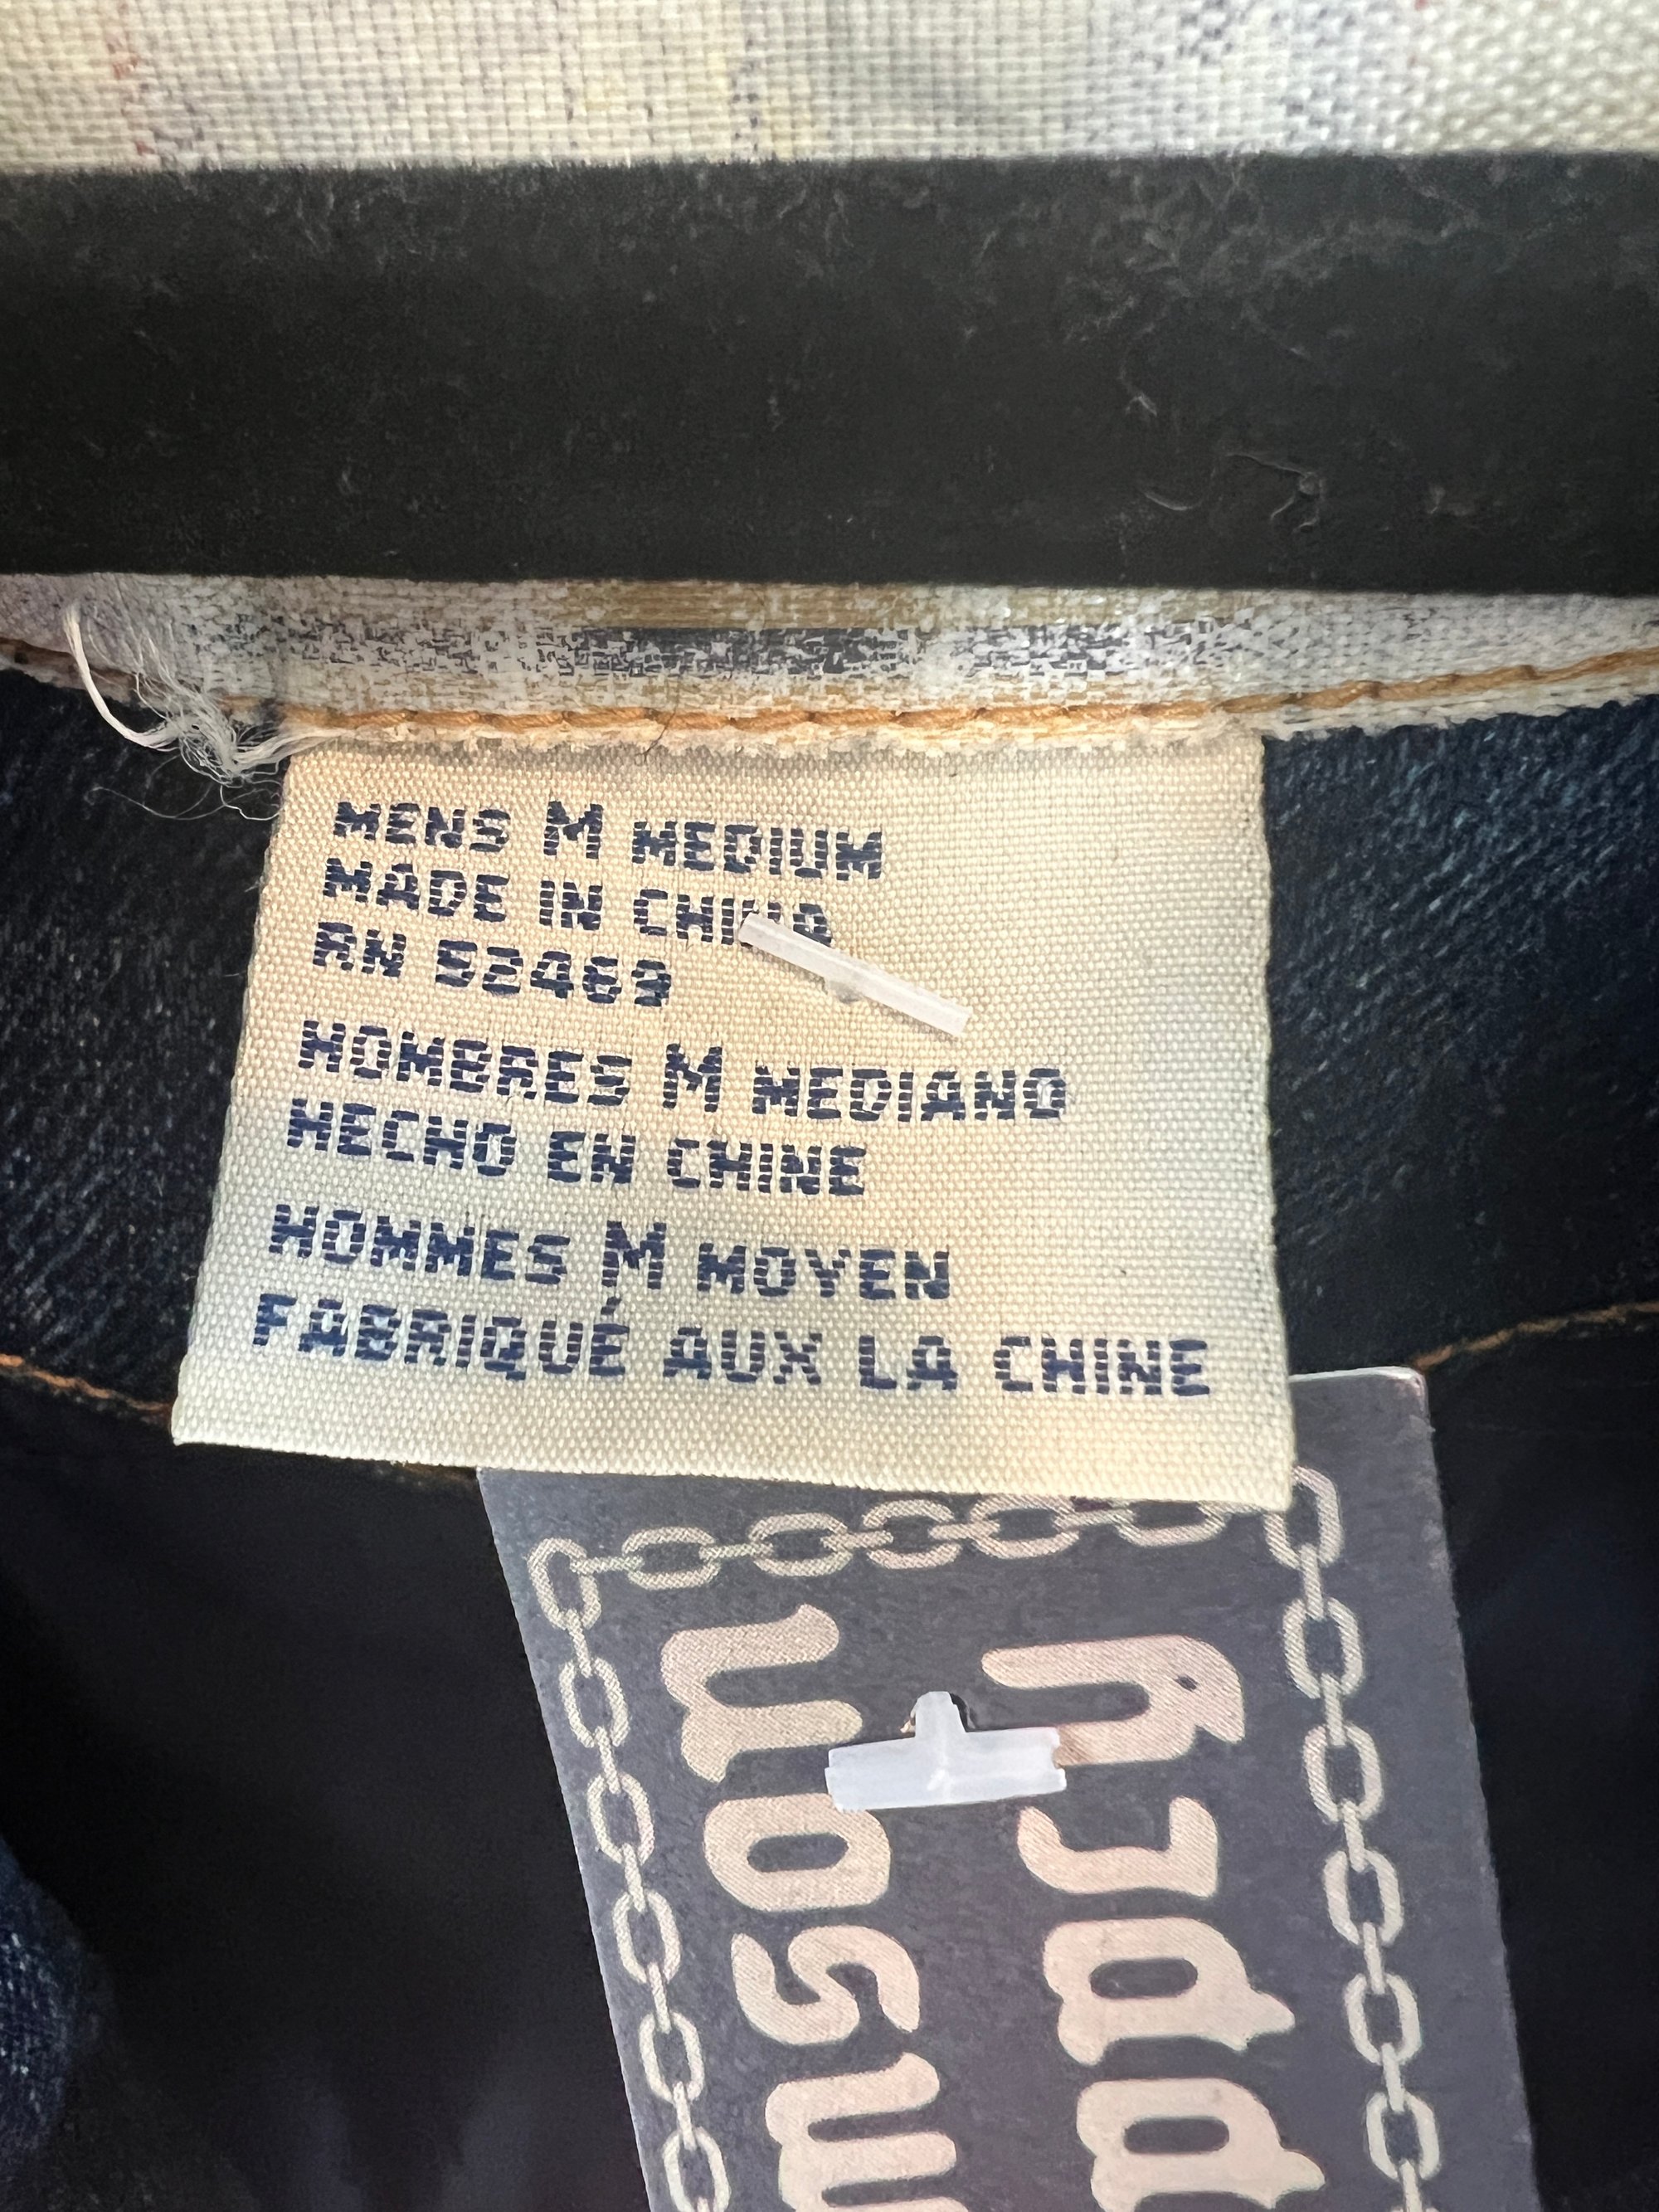 MENS M MEDIUM
MADE IN CHINA
RN 52469
HOMBRES M MEDIANO
HECHO EN CHINE
HOMMES M MOYEN
FABRIQUÉ AUX LA CHINE